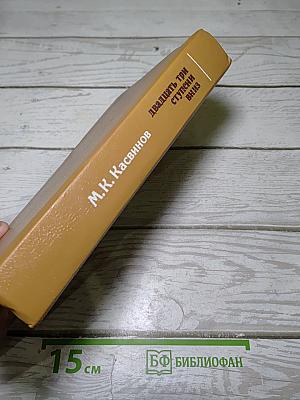 М.К. Касвинов
двадцать три
ступени
вниз
15 см
БФ БИБЛИОФАН